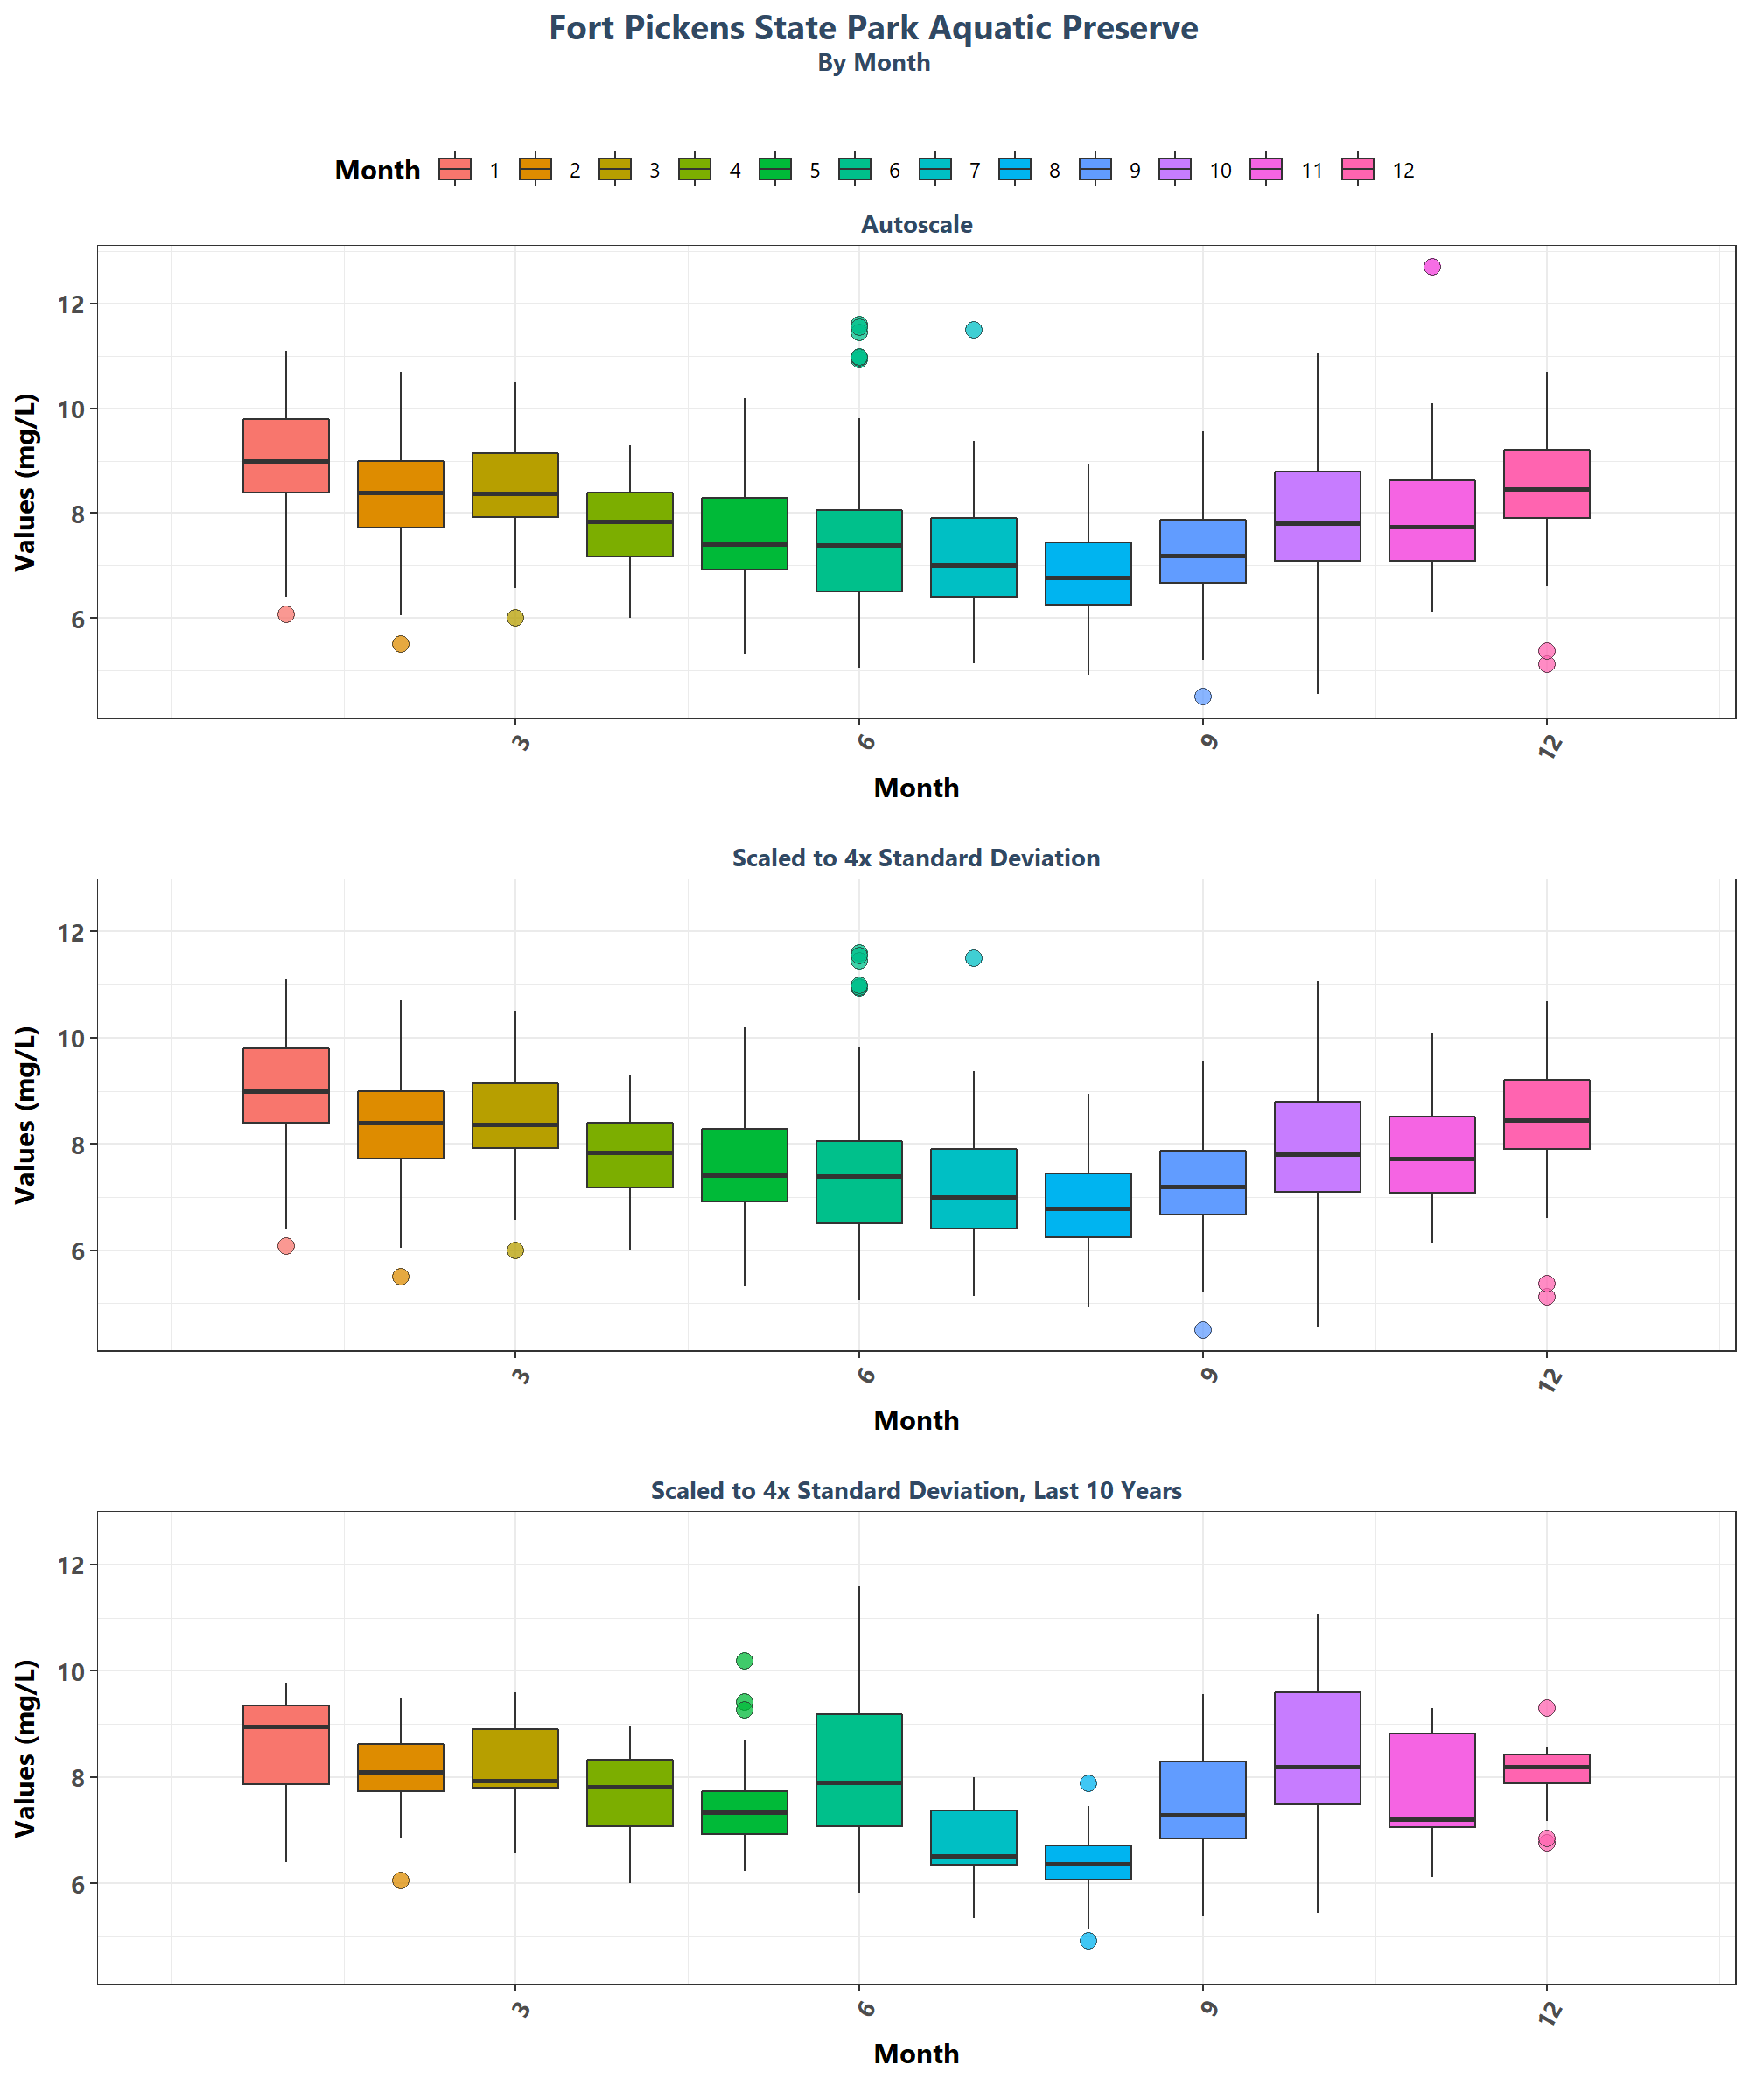 Fort Pickens State Park Aquatic Preserve
By Month
Month 1 2 3 4 5 6 7 8 9 10 11 12
Autoscale
Values (mg/L)
12
10
8
6
3 6 9 12
Month
Scaled to 4x Standard Deviation
Values (mg/L)
12
10
8
6
3 6 9 12
Month
Scaled to 4x Standard Deviation, Last 10 Years
Values (mg/L)
12
10
8
6
3 6 9 12
Month